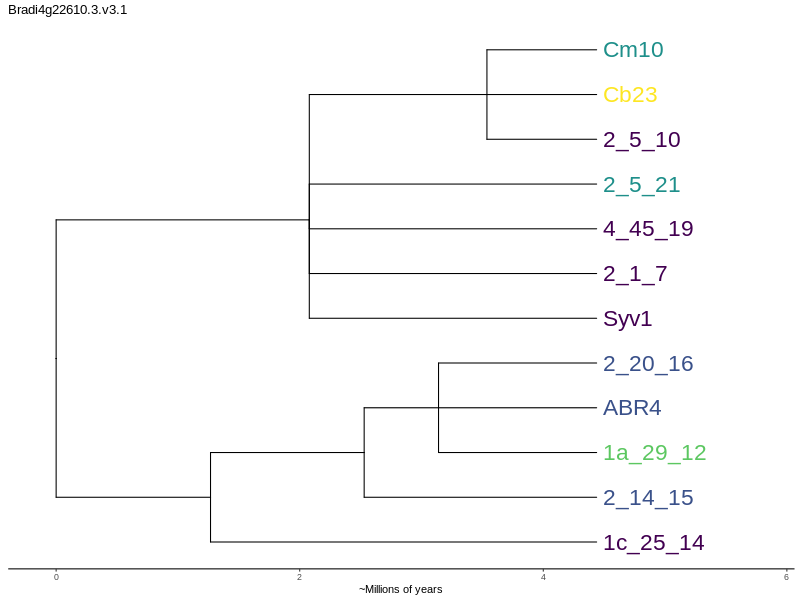 Bradi4g22610.3.v3.1
Cm10
Cb23
2_5_10
2_5_21
4_45_19
2_1_7
Syv1
2_20_16
ABR4
1a_29_12
2_14_15
1c_25_14
0 2 4 6
~Millions of years